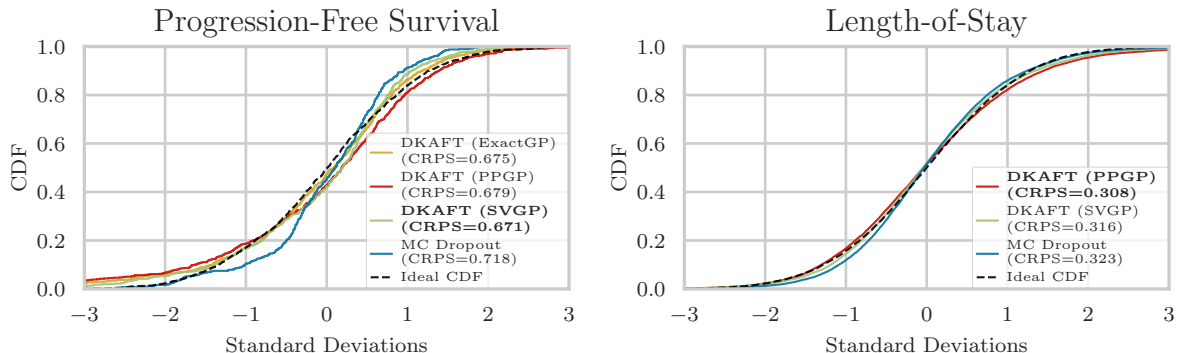 Progression-Free Survival
1.0
0.8
0.6
0.4
0.2
0.0
CDF
DKAFT (ExactGP)
(CRPS=0.675)
DKAFT (PPGP)
(CRPS=0.679)
DKAFT (SVGP)
(CRPS=0.671)
MC Dropout
(CRPS=0.718)
Ideal CDF
−3 −2 −1 0 1 2 3
Standard Deviations
Length-of-Stay
1.0
0.8
0.6
0.4
0.2
0.0
CDF
DKAFT (PPGP)
(CRPS=0.308)
DKAFT (SVGP)
(CRPS=0.316)
MC Dropout
(CRPS=0.323)
Ideal CDF
−3 −2 −1 0 1 2 3
Standard Deviations